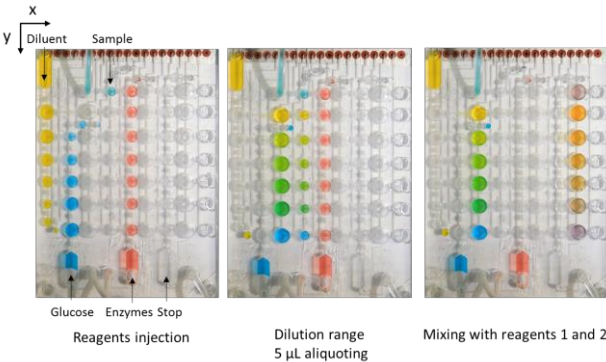 x
y
Diluent
Sample
Glucose
Enzymes
Stop
Reagents injection
Dilution range
5 µL aliquoting
Mixing with reagents 1 and 2